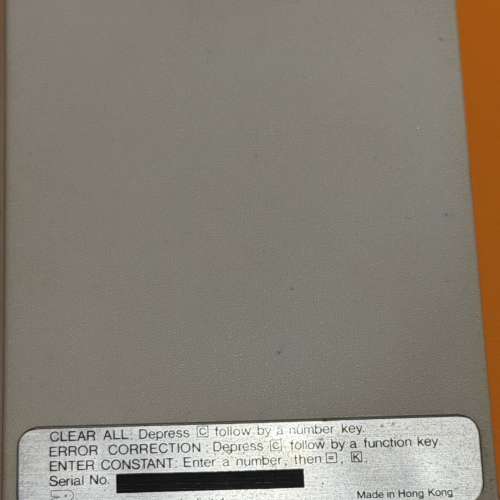 CLEAR ALL: Depress C follow by a number key.
ERROR CORRECTION : Depress C follow by a function key
ENTER CONSTANT: Enter a number, then =, K
Serial No.
Made in Hong Kong